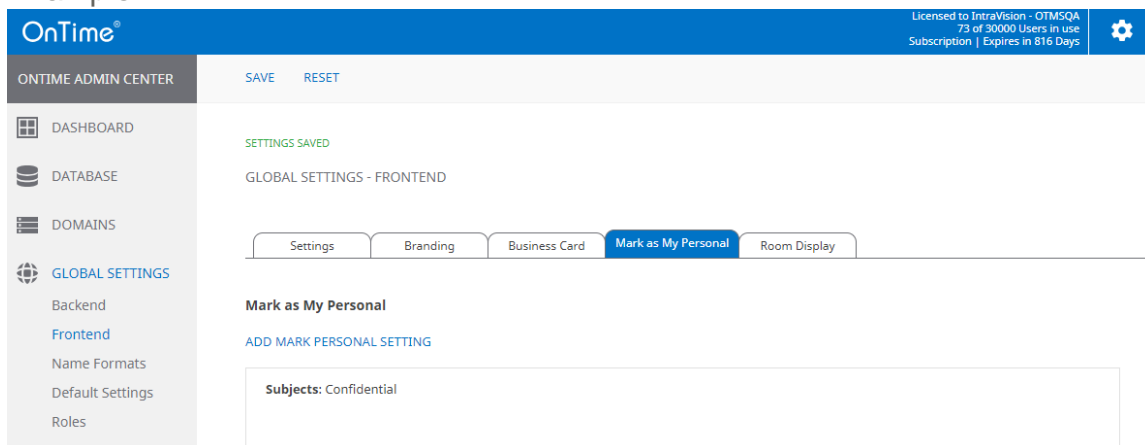 OnTime®
Licensed to IntraVision - OTMSQA
73 of 30000 Users in use
Subscription | Expires in 816 Days
ONTIME ADMIN CENTER
SAVE RESET
DASHBOARD
DATABASE
DOMAINS
GLOBAL SETTINGS
Backend
Frontend
Name Formats
Default Settings
Roles
SETTINGS SAVED
GLOBAL SETTINGS - FRONTEND
Settings Branding Business Card Mark as My Personal Room Display
Mark as My Personal
ADD MARK PERSONAL SETTING
Subjects: Confidential